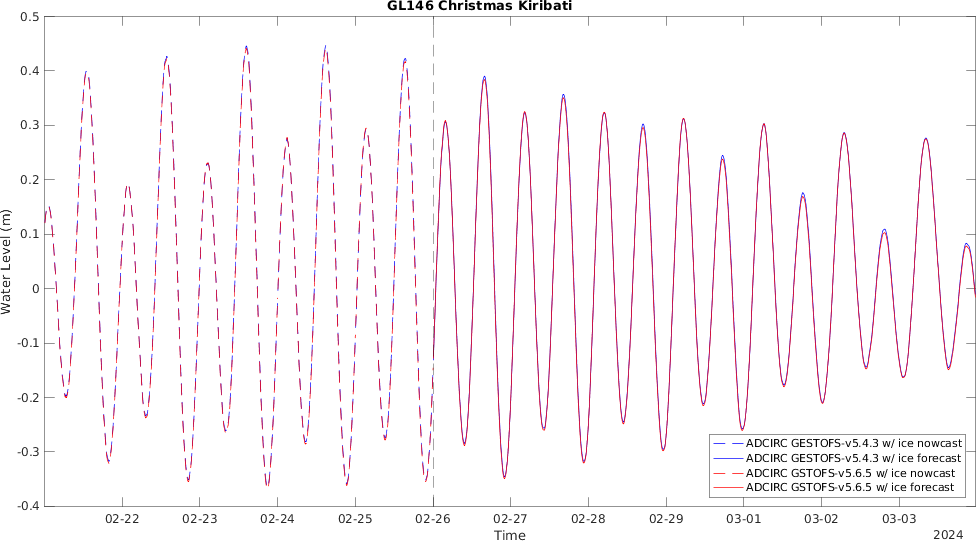 GL146 Christmas Kiribati
0.5
0.4
0.3
0.2
0.1
0
-0.1
-0.2
-0.3
-0.4
Water Level (m)
ADCIRC GESTOFS-v5.4.3 w/ ice nowcast
ADCIRC GESTOFS-v5.4.3 w/ ice forecast
ADCIRC GSTOFS-v5.6.5 w/ ice nowcast
ADCIRC GSTOFS-v5.6.5 w/ ice forecast
02-22 02-23 02-24 02-25 02-26 02-27 02-28 02-29 03-01 03-02 03-03
Time
2024